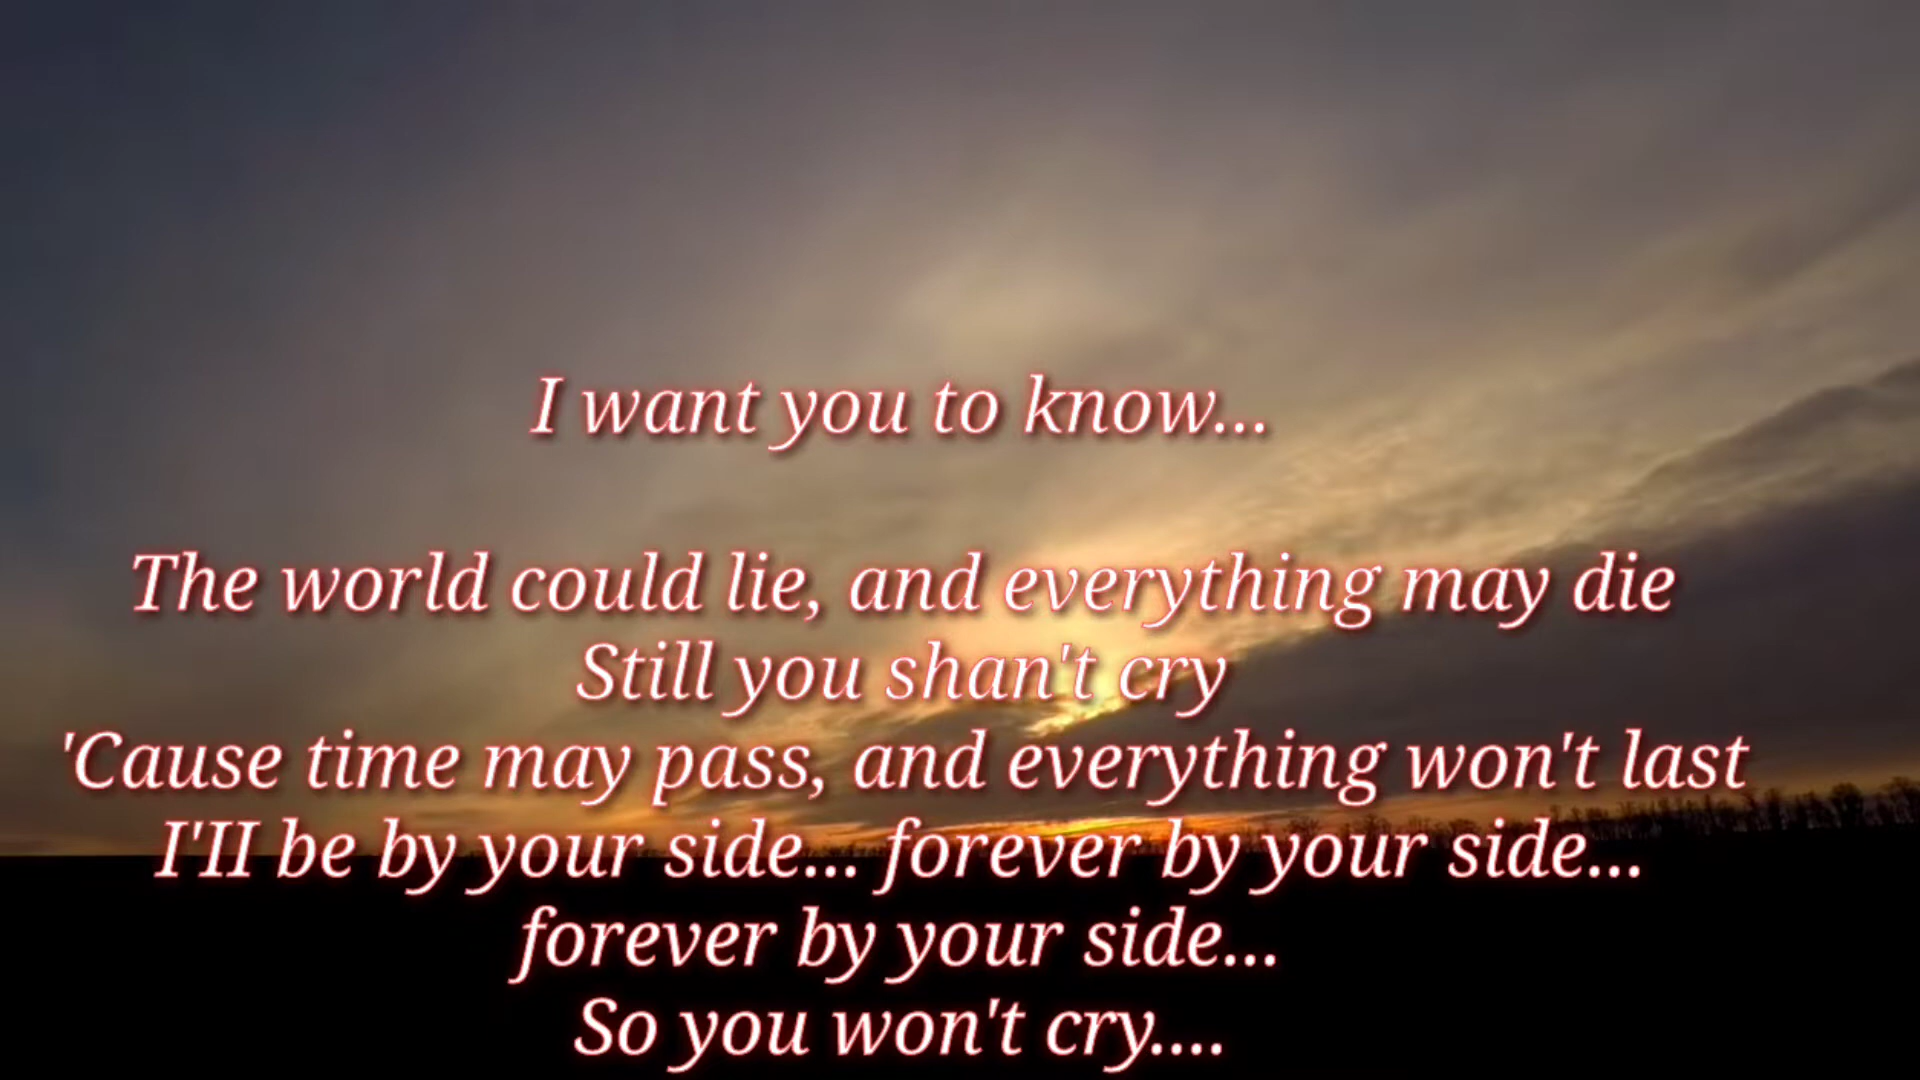 I want you to know...
The world could lie, and everything may die
Still you shan't cry
'Cause time may pass, and everything won't last
I'II be by your side... forever by your side...
forever by your side...
So you won't cry....